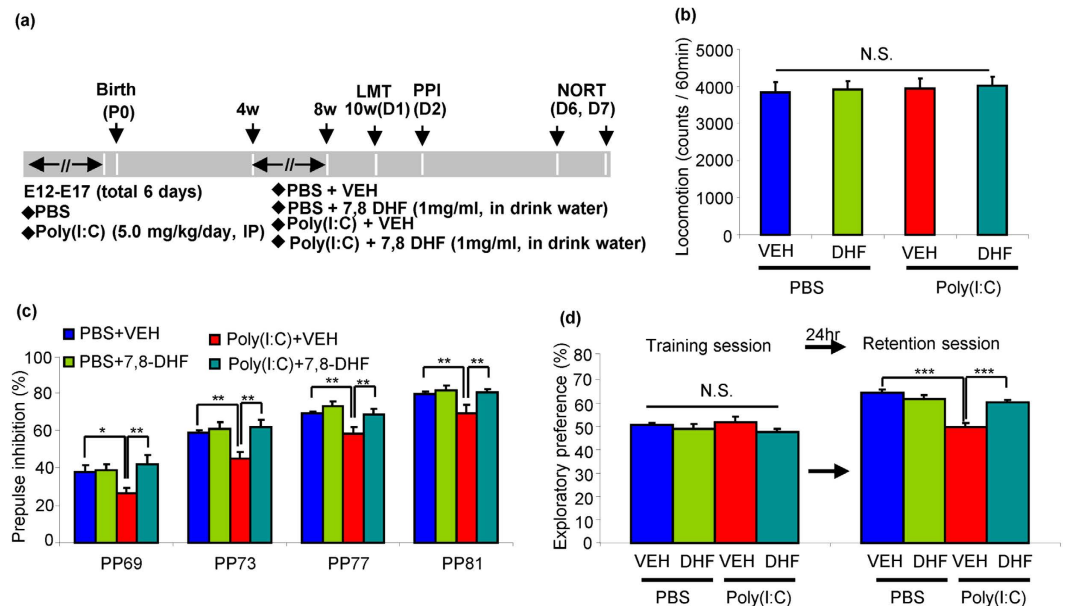 (a)
Birth
(P0)
4w
8w
LMT
10w(D1)
PPI
(D2)
NORT
(D6, D7)
//
//
E12-E17 (total 6 days)
◆PBS
◆Poly(I:C) (5.0 mg/kg/day, IP)
◆PBS + VEH
◆PBS + 7,8 DHF (1mg/ml, in drink water)
◆Poly(I:C) + VEH
◆Poly(I:C) + 7,8 DHF (1mg/ml, in drink water)
(b)
Locomotion (counts / 60min)
5000
4000
3000
2000
1000
0
N.S.
VEH DHF VEH DHF
PBS Poly(I:C)
(c)
PBS+VEH Poly(I:C)+VEH
PBS+7,8-DHF Poly(I:C)+7,8-DHF
Prepulse inhibition (%)
100
80
60
40
20
0
* **
** **
** **
** **
PP69 PP73 PP77 PP81
(d)
Exploratory preference (%)
80
70
60
50
40
30
20
10
0
Training session 24hr Retention session
N.S.
*** ***
VEH DHF VEH DHF VEH DHF VEH DHF
PBS Poly(I:C) PBS Poly(I:C)